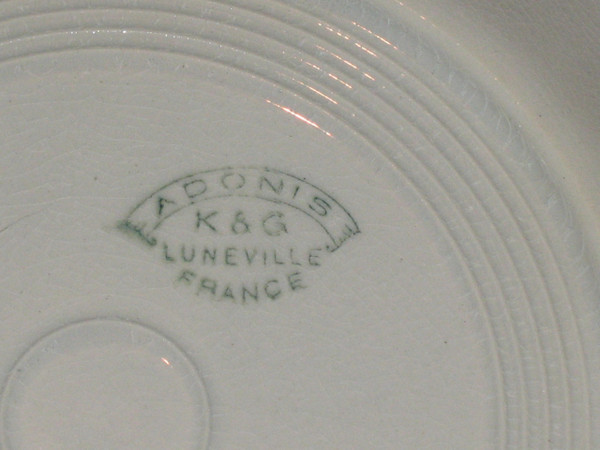 ADONIS
K & G
LUNEVILLE
FRANCE